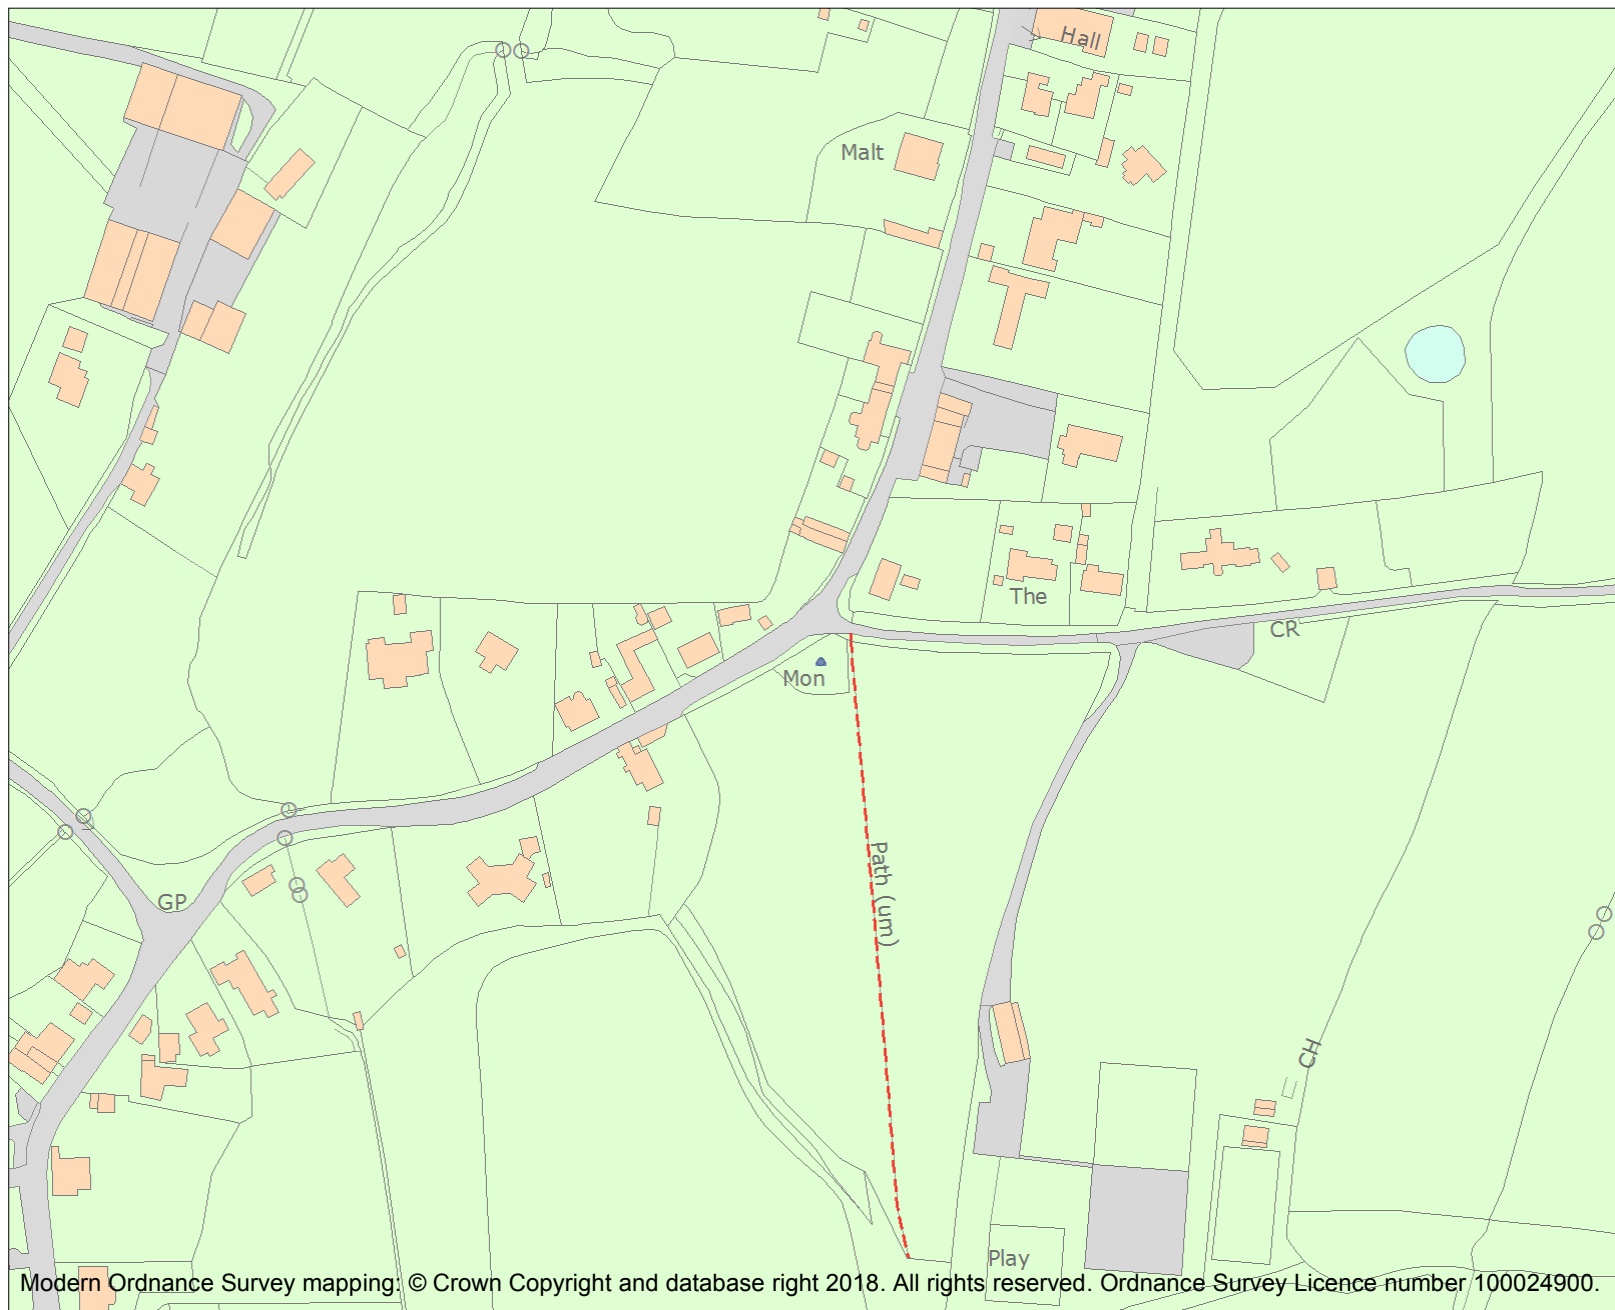 Hall
Malt
The
CR
Mon
Path (um)
GP
CH
Play
Modern Ordnance Survey mapping: © Crown Copyright and database right 2018. All rights reserved. Ordnance Survey Licence number 100024900.